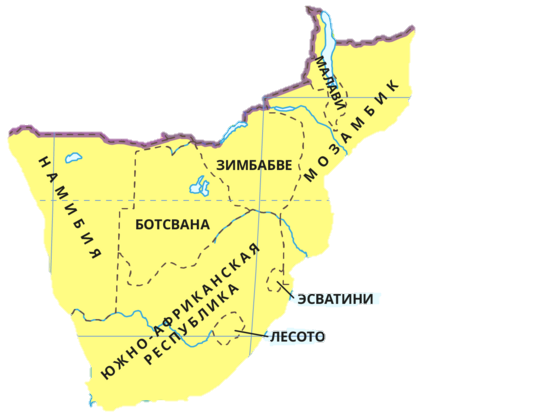 МАЛАВИ
МОЗАМБИК
ЗИМБАБВЕ
НАМИБИЯ
БОТСВАНА
ЮЖНО-АФРИКАНСКАЯ
РЕСПУБЛИКА
ЭСВАТИНИ
ЛЕСОТО